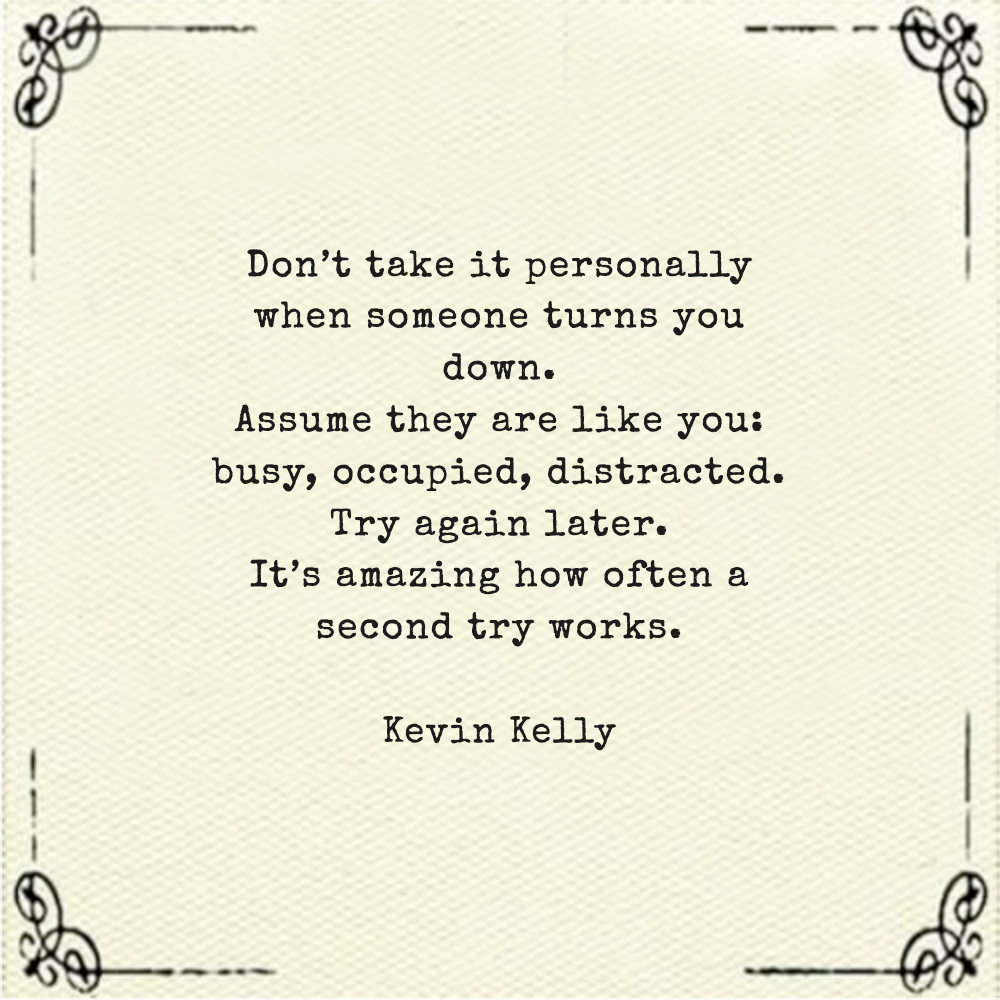 Don’t take it personally
when someone turns you
down.
Assume they are like you:
busy, occupied, distracted.
Try again later.
It’s amazing how often a
second try works.
Kevin Kelly